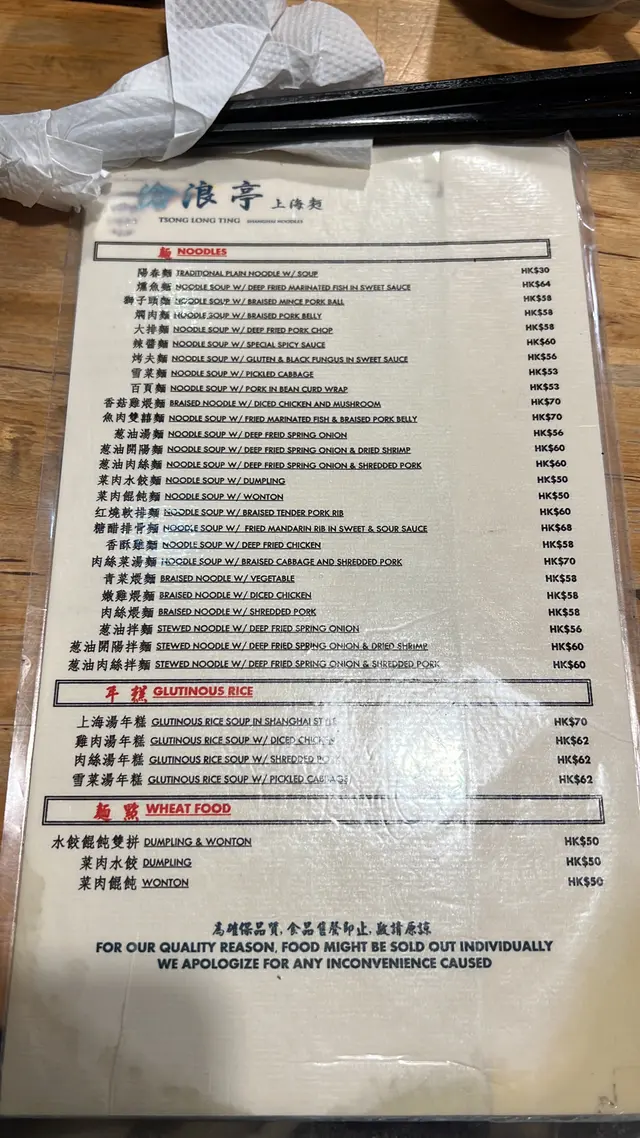 滄浪亭 上海麵
TSONG LONG TING SHANGHAI NOODLES
麵 NOODLES
陽春麵 TRADITIONAL PLAIN NOODLE W/ SOUP HK$30
燻魚麵 NOODLE SOUP W/ DEEP FRIED MARINATED FISH IN SWEET SAUCE HK$64
獅子頭麵 NOODLE SOUP W/ BRAISED MINCE PORK BALL HK$58
燜肉麵 NOODLE SOUP W/ BRAISED PORK BELLY HK$58
大排麵 NOODLE SOUP W/ DEEP FRIED PORK CHOP HK$58
辣醬麵 NOODLE SOUP W/ SPECIAL SPICY SAUCE HK$60
烤夫麵 NOODLE SOUP W/ GLUTEN & BLACK FUNGUS IN SWEET SAUCE HK$56
雪菜麵 NOODLE SOUP W/ PICKLED CABBAGE HK$53
百頁麵 NOODLE SOUP W/ PORK IN BEAN CURD WRAP HK$53
香菇雞煨麵 BRAISED NOODLE W/ DICED CHICKEN AND MUSHROOM HK$70
魚肉雙囍麵 NOODLE SOUP W/ FRIED MARINATED FISH & BRAISED PORK BELLY HK$70
葱油湯麵 NOODLE SOUP W/ DEEP FRIED SPRING ONION HK$56
葱油開陽麵 NOODLE SOUP W/ DEEP FRIED SPRING ONION & DRIED SHRIMP HK$60
葱油肉絲麵 NOODLE SOUP W/ DEEP FRIED SPRING ONION & SHREDDED PORK HK$60
菜肉水餃麵 NOODLE SOUP W/ DUMPLING HK$50
菜肉餛飩麵 NOODLE SOUP W/ WONTON HK$50
红燒軟排麵 NOODLE SOUP W/ BRAISED TENDER PORK RIB HK$60
糖醋排骨麵 NOODLE SOUP W/ FRIED MANDARIN RIB IN SWEET & SOUR SAUCE HK$68
香酥雞麵 NOODLE SOUP W/ DEEP FRIED CHICKEN HK$58
肉絲菜湯麵 NOODLE SOUP W/ BRAISED CABBAGE AND SHREDDED PORK HK$70
青菜煨麵 BRAISED NOODLE W/ VEGETABLE HK$58
嫩雞煨麵 BRAISED NOODLE W/ DICED CHICKEN HK$58
肉絲煨麵 BRAISED NOODLE W/ SHREDDED PORK HK$58
葱油拌麵 STEWED NOODLE W/ DEEP FRIED SPRING ONION HK$56
葱油開陽拌麵 STEWED NOODLE W/ DEEP FRIED SPRING ONION & DRIED SHRIMP HK$60
葱油肉絲拌麵 STEWED NOODLE W/ DEEP FRIED SPRING ONION & SHREDDED PORK HK$60
年糕 GLUTINOUS RICE
上海湯年糕 GLUTINOUS RICE SOUP IN SHANGHAI STYLE HK$70
雞肉湯年糕 GLUTINOUS RICE SOUP W/ DICED CHICKEN HK$62
肉絲湯年糕 GLUTINOUS RICE SOUP W/ SHREDDED PORK HK$62
雪菜湯年糕 GLUTINOUS RICE SOUP W/ PICKLED CABBAGE HK$62
麵點 WHEAT FOOD
水餃餛飩雙拼 DUMPLING & WONTON HK$50
菜肉水餃 DUMPLING HK$50
菜肉餛飩 WONTON HK$50
為確保品質, 食品售罄即止, 敬請原諒
FOR OUR QUALITY REASON, FOOD MIGHT BE SOLD OUT INDIVIDUALLY
WE APOLOGIZE FOR ANY INCONVENIENCE CAUSED